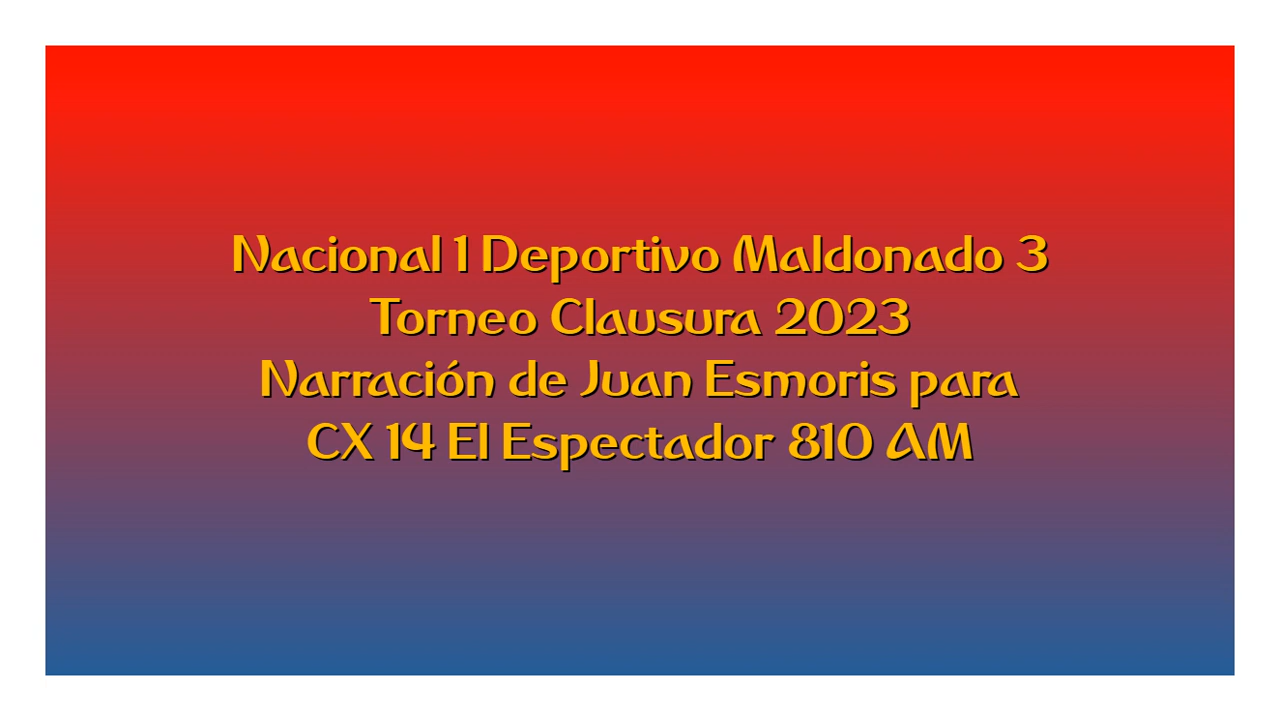 Nacional 1 Deportivo Maldonado 3
Torneo Clausura 2023
Narración de Juan Esmoris para
CX 14 El Espectador 810 AM